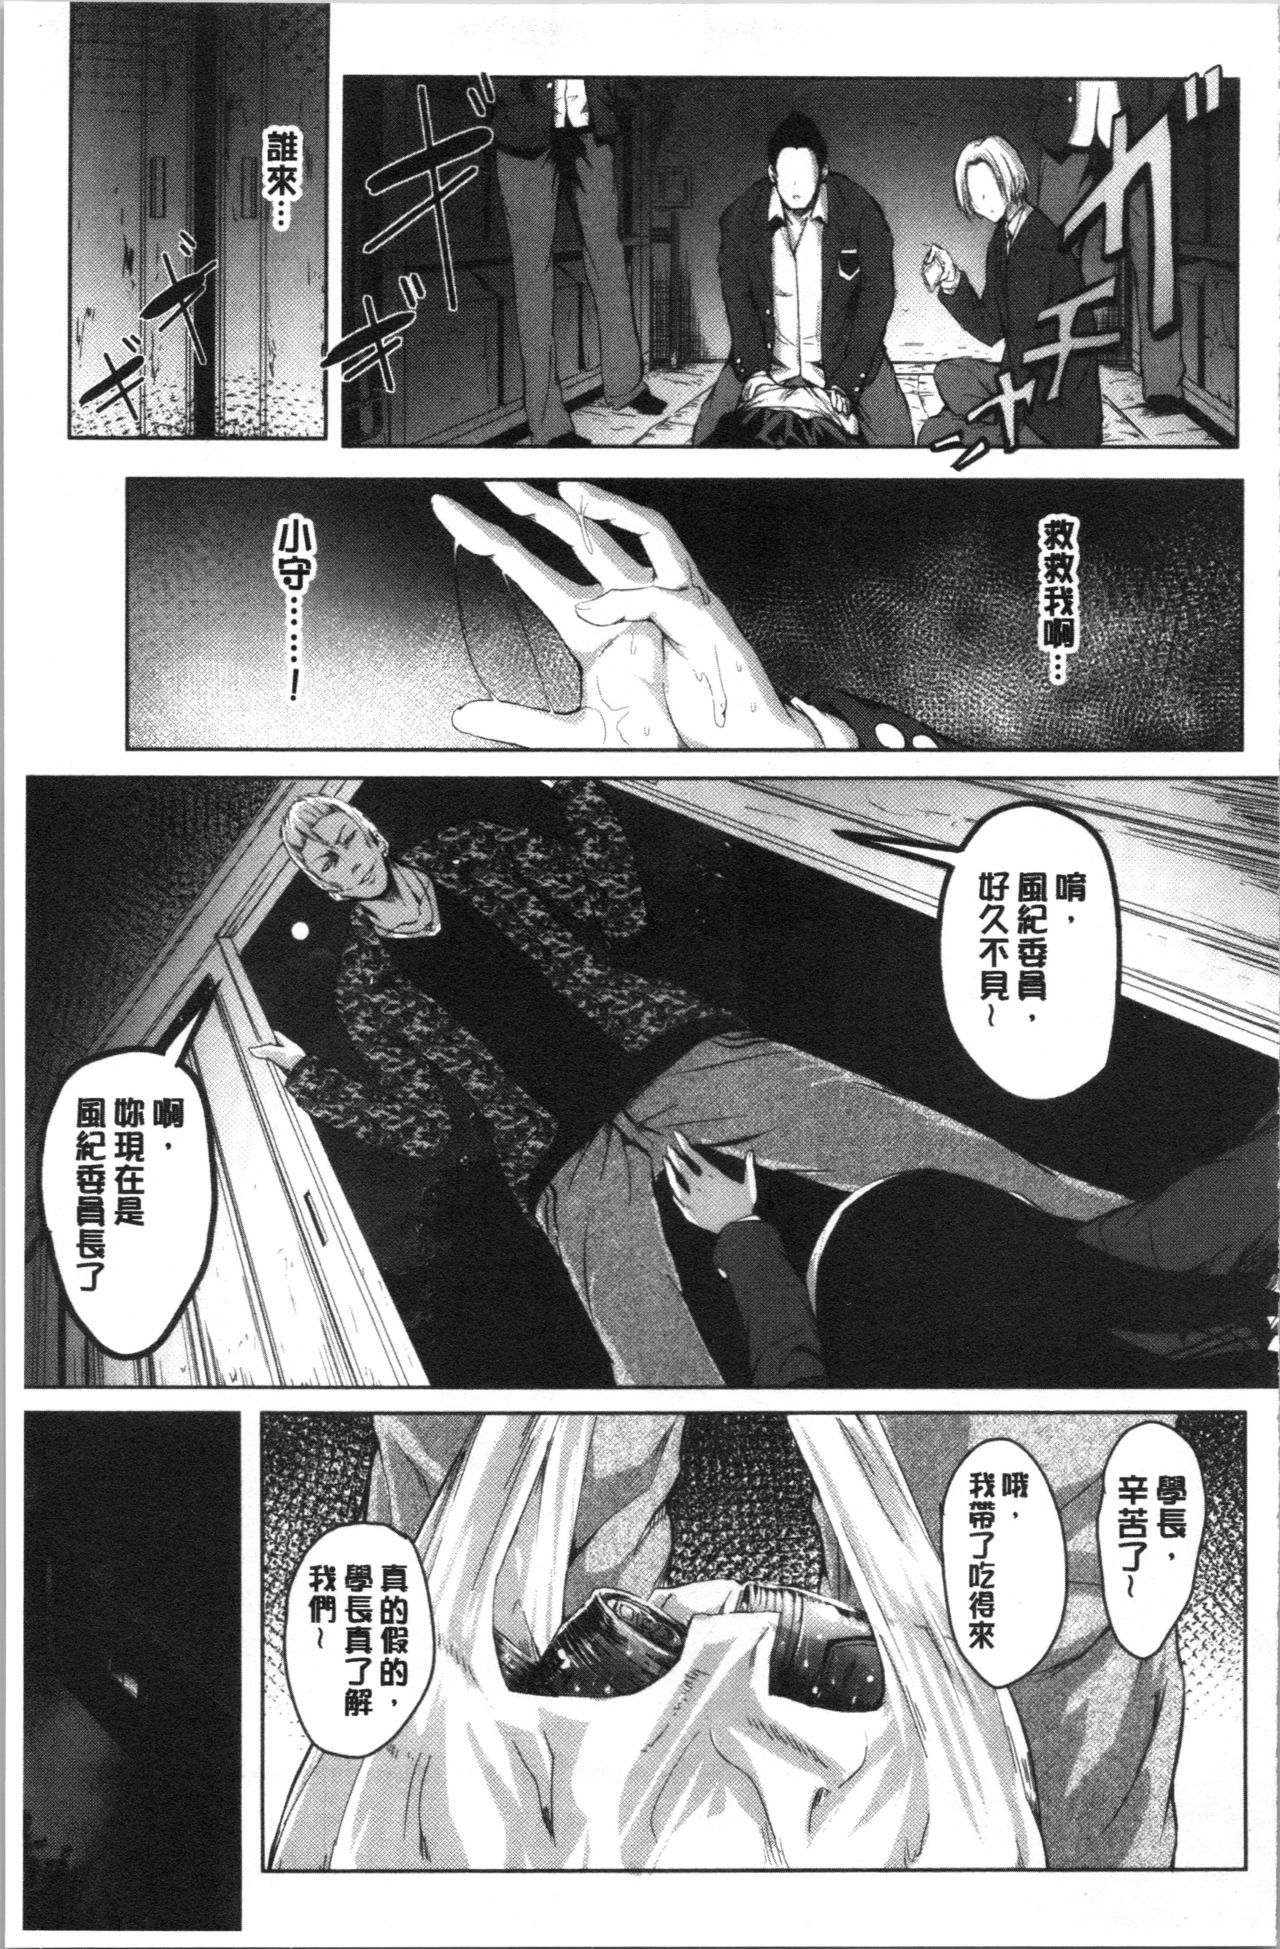 ガチャ
ギギギ
誰來…
ギギ
救救我啊…
小守……！
唷，
風紀委員，
好久不見～
啊，
妳現在是
風紀委員長了
學長，
辛苦了～
哦，
我帶了吃得來
真的假的，
學長真了解
我們～